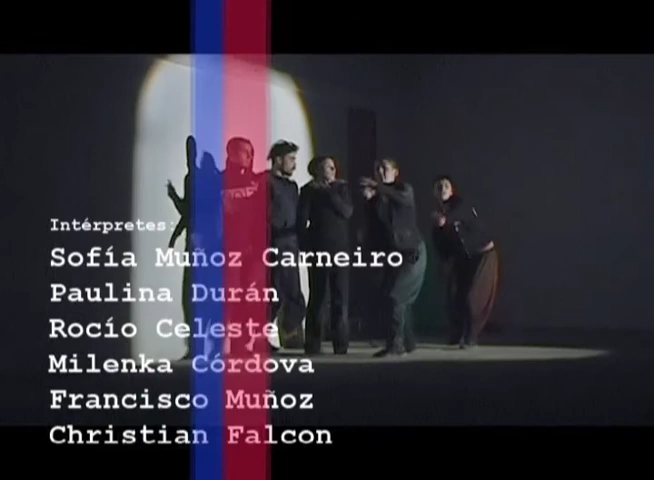 Intérpretes:
Sofía Muñoz Carneiro
Paulina Durán
Rocío Celeste
Milenka Córdova
Francisco Muñoz
Christian Falcon